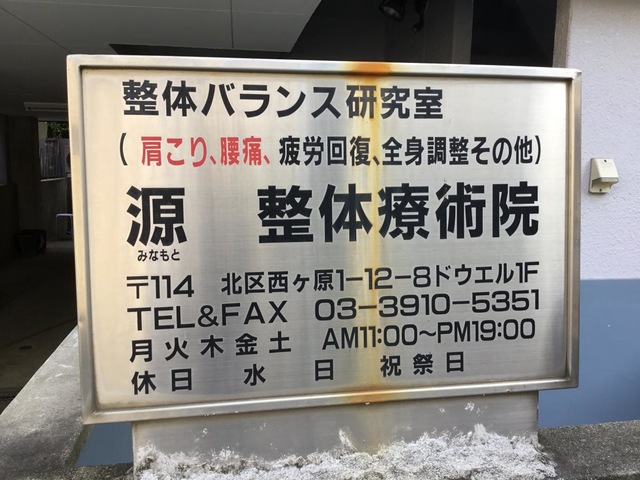 整体バランス研究室
(肩こり、腰痛、疲労回復、全身調整その他)
源 整体療術院
みなもと
〒114 北区西ヶ原1-12-8ドウエル1F
TEL&FAX 03-3910-5351
月火木金土 AM11:00~PM19:00
休日 水 日 祝祭日